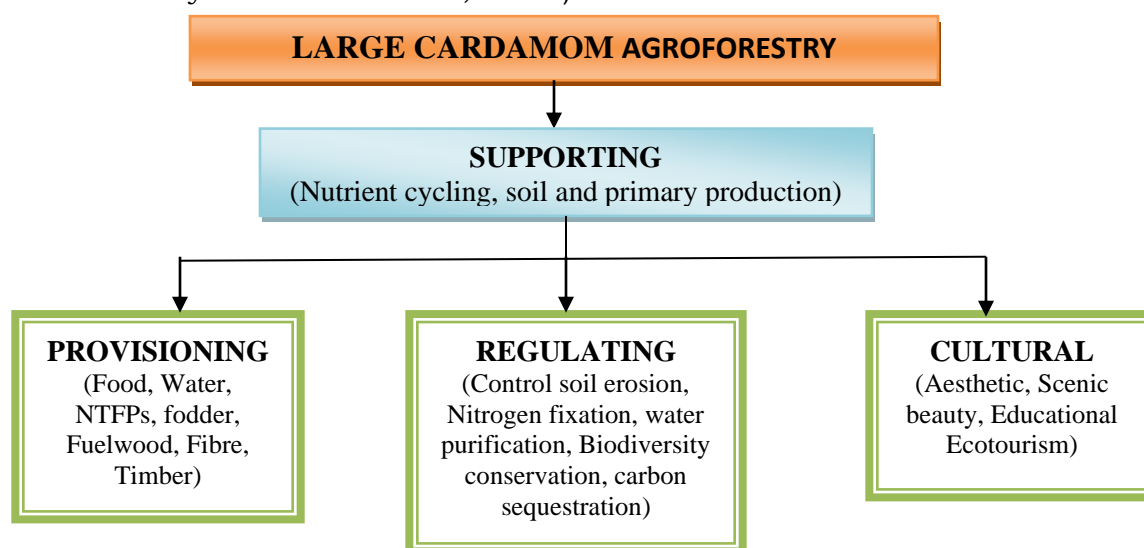 LARGE CARDAMOM AGROFORESTRY
SUPPORTING
(Nutrient cycling, soil and primary production)
PROVISIONING
(Food, Water,
NTFPs, fodder,
Fuelwood, Fibre,
Timber)
REGULATING
(Control soil erosion,
Nitrogen fixation, water
purification, Biodiversity
conservation, carbon
sequestration)
CULTURAL
(Aesthetic, Scenic
beauty, Educational
Ecotourism)